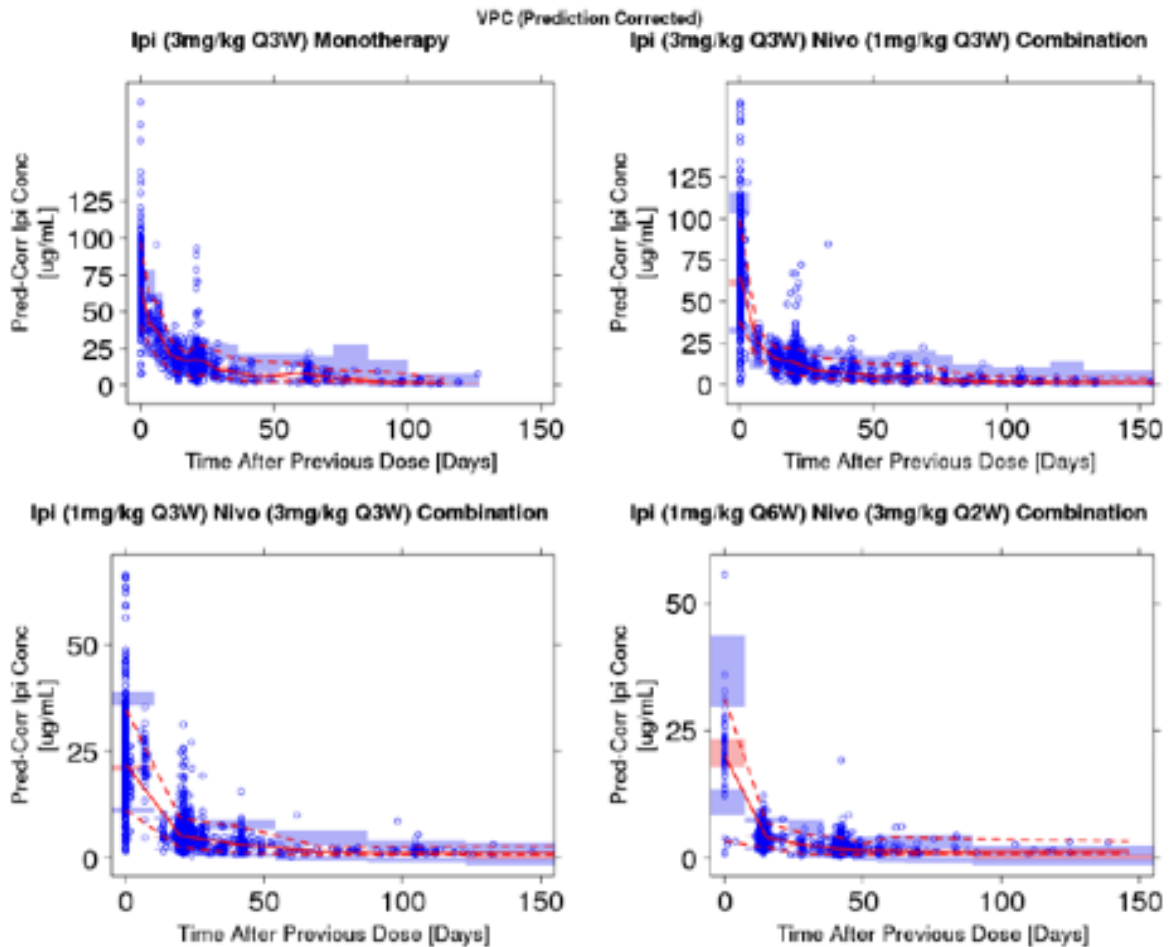 VPC (Prediction Corrected)
Ipi (3mg/kg Q3W) Monotherapy
Pred-Corr Ipi Conc
[ug/mL]
125
100
75
50
25
0
0 50 100 150
Time After Previous Dose [Days]
Ipi (3mg/kg Q3W) Nivo (1mg/kg Q3W) Combination
Pred-Corr Ipi Conc
[ug/mL]
125
100
75
50
25
0
0 50 100 150
Time After Previous Dose [Days]
Ipi (1mg/kg Q3W) Nivo (3mg/kg Q3W) Combination
Pred-Corr Ipi Conc
[ug/mL]
50
25
0
0 50 100 150
Time After Previous Dose [Days]
Ipi (1mg/kg Q6W) Nivo (3mg/kg Q2W) Combination
Pred-Corr Ipi Conc
[ug/mL]
50
25
0
0 50 100 150
Time After Previous Dose [Days]